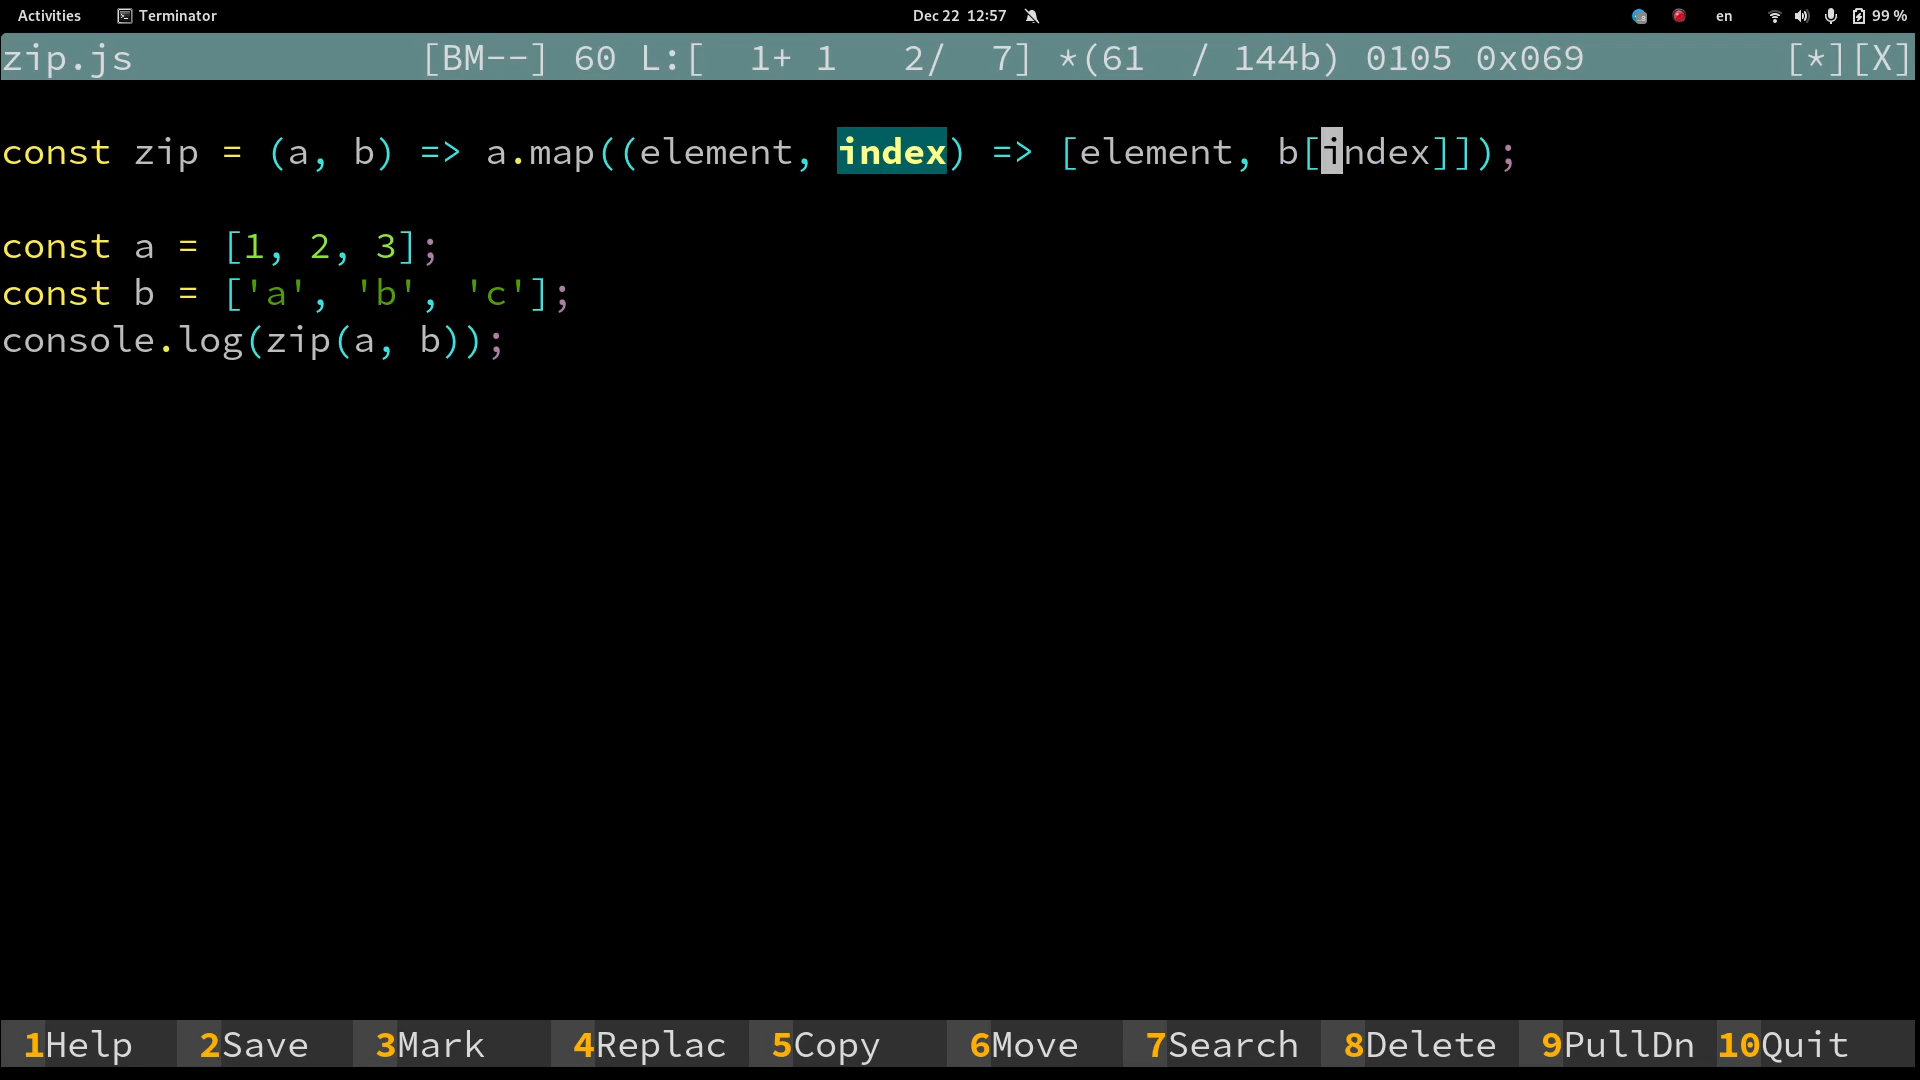 Activities Terminator Dec 22 12:57 en 99 %
zip.js [BM--] 60 L:[ 1+ 1 2/ 7] *(61 / 144b) 0105 0x069 [*][X]
const zip = (a, b) => a.map((element, index) => [element, b[index]]);
const a = [1, 2, 3];
const b = ['a', 'b', 'c'];
console.log(zip(a, b));
1Help 2Save 3Mark 4Replac 5Copy 6Move 7Search 8Delete 9PullDn 10Quit